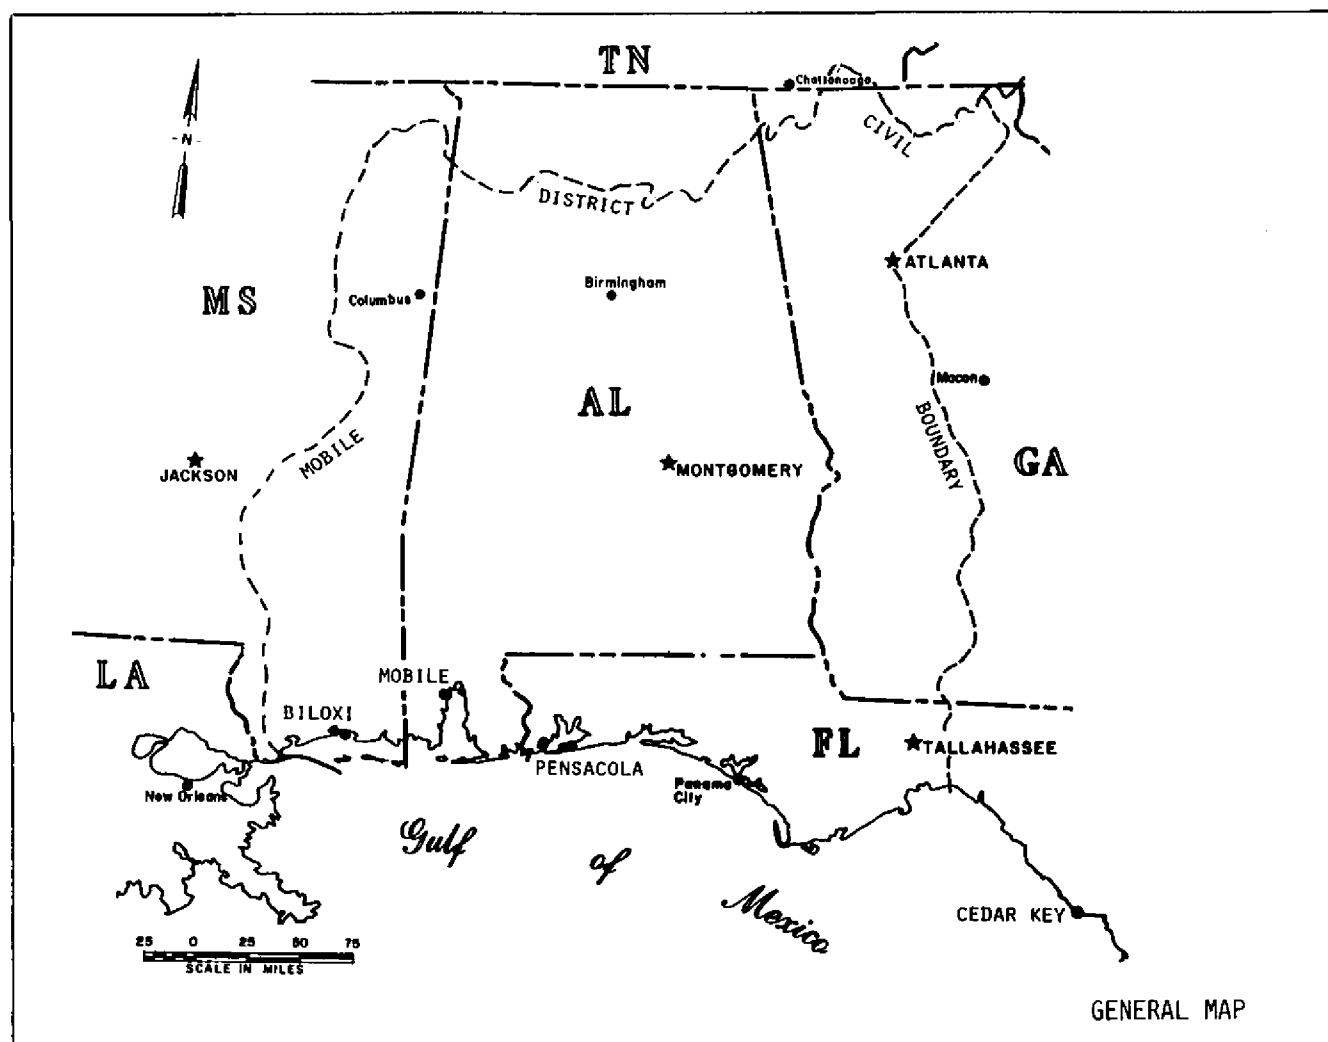 TN
Chattanooga
N
CIVIL
DISTRICT
ATLANTA
MS
Columbus
Birmingham
Macon
AL
BOUNDARY
MOBILE
JACKSON
MONTGOMERY
GA
LA
MOBILE
BILOXI
FL
TALLAHASSEE
PENSACOLA
New Orleans
Panama
City
Gulf
of
Mexico
CEDAR KEY
25 0 25 50 75
SCALE IN MILES
GENERAL MAP